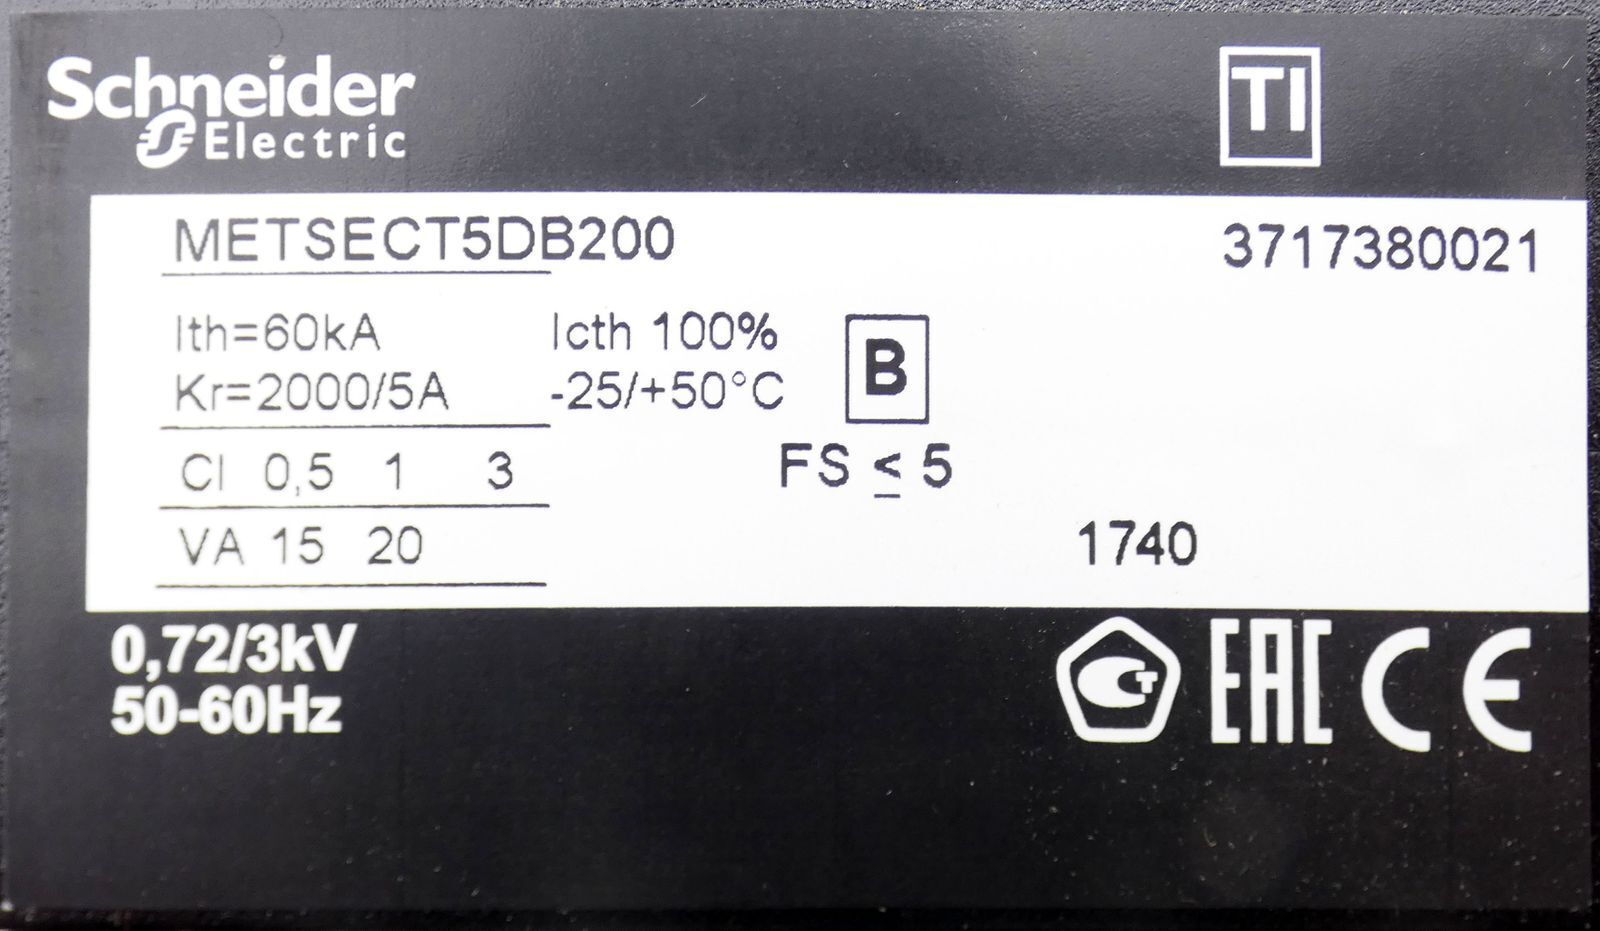 Schneider
Electric
TI
METSECT5DB200 3717380021
Ith=60kA Icth 100%
Kr=2000/5A -25/+50°C B
Cl 0,5 1 3 FS ≤ 5
VA 15 20 1740
0,72/3kV
50-60Hz
СТ EAC CE